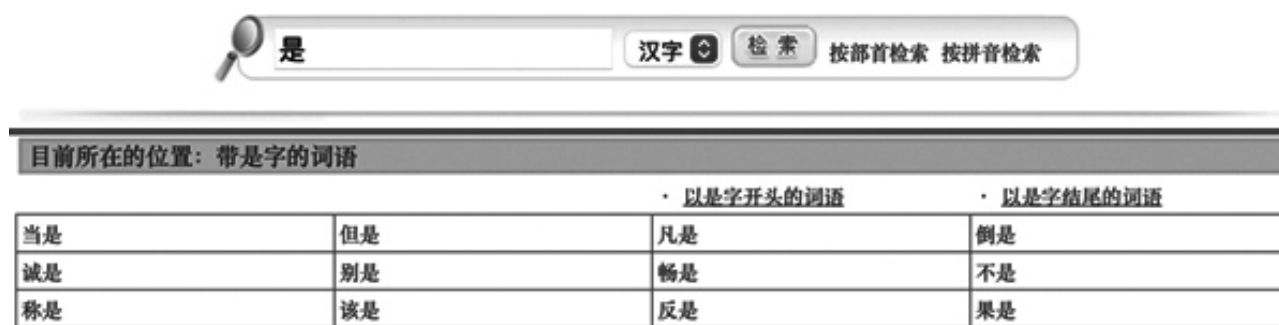 是 汉字 检索 按部首检索 按拼音检索
目前所在的位置：带是字的词语
· 以是字开头的词语 · 以是字结尾的词语
当是 但是 凡是 倒是
诚是 别是 畅是 不是
称是 该是 反是 果是